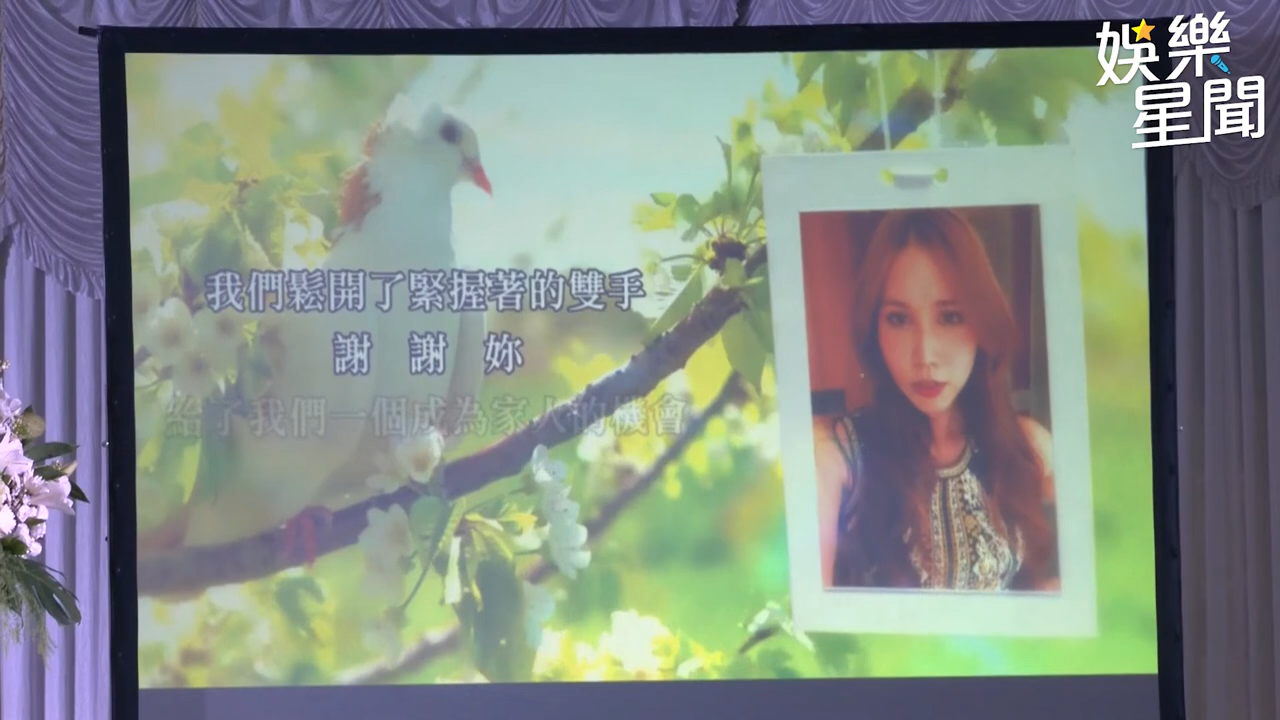 娛樂
星聞
我們鬆開了緊握著的雙手
謝 謝 妳
給了我們一個成為家人的機會